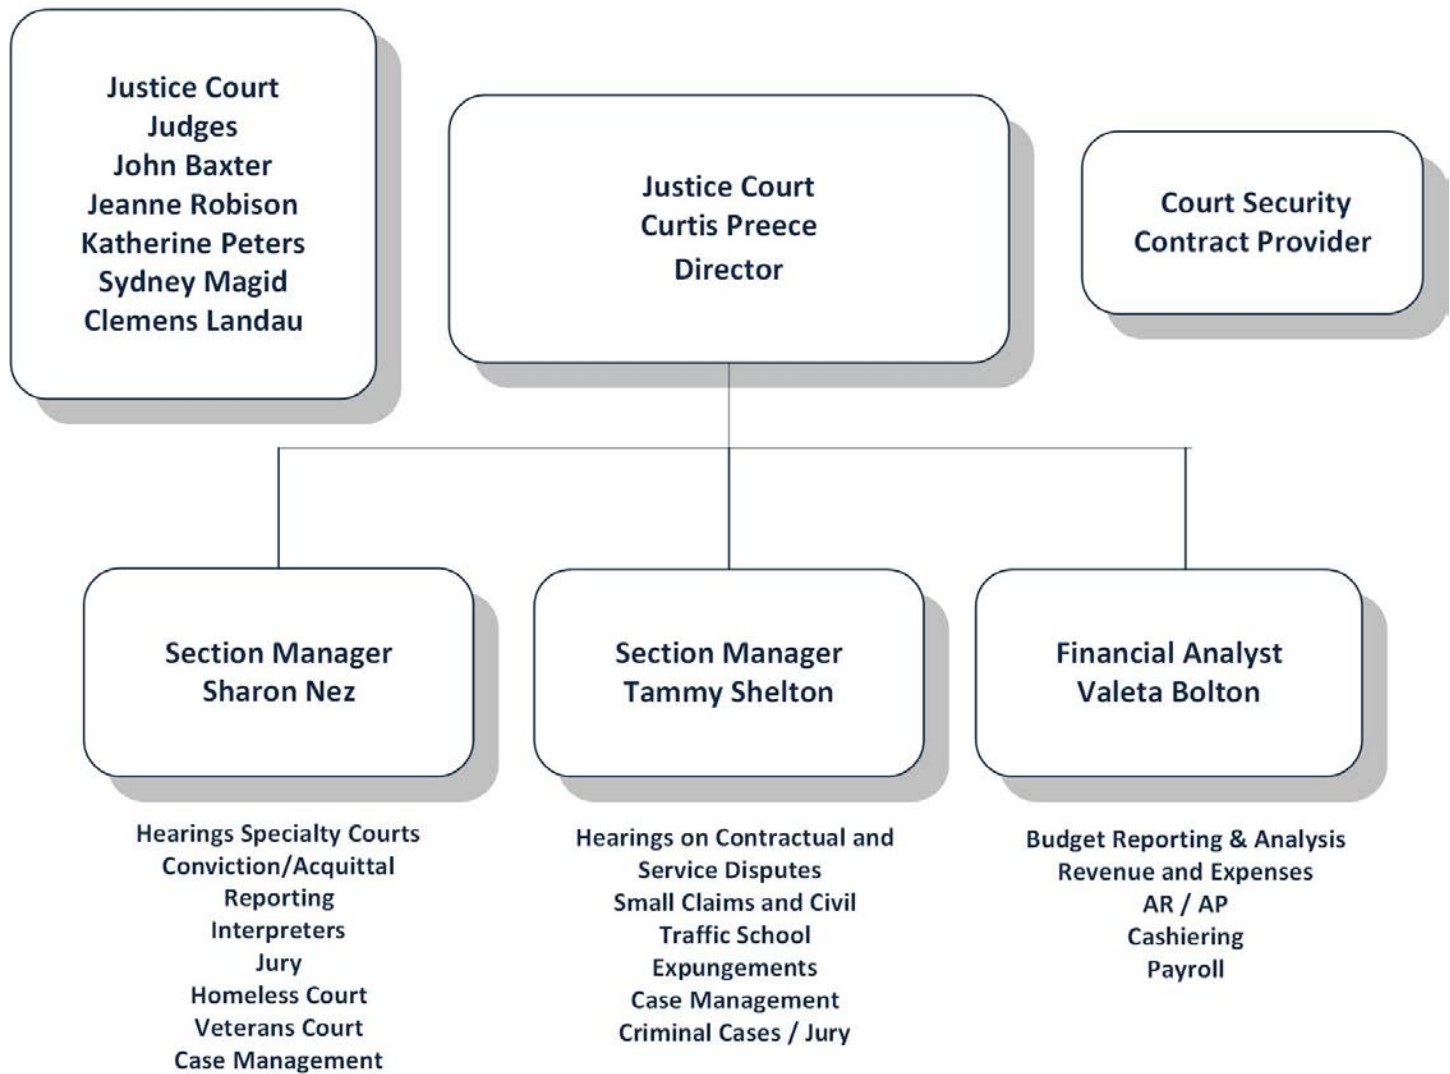 Justice Court
Judges
John Baxter
Jeanne Robison
Katherine Peters
Sydney Magid
Clemens Landau
Justice Court
Curtis Preece
Director
Court Security
Contract Provider
Section Manager
Sharon Nez
Section Manager
Tammy Shelton
Financial Analyst
Valeta Bolton
Hearings Specialty Courts
Conviction/Acquittal
Reporting
Interpreters
Jury
Homeless Court
Veterans Court
Case Management
Hearings on Contractual and
Service Disputes
Small Claims and Civil
Traffic School
Expungements
Case Management
Criminal Cases / Jury
Budget Reporting & Analysis
Revenue and Expenses
AR / AP
Cashiering
Payroll